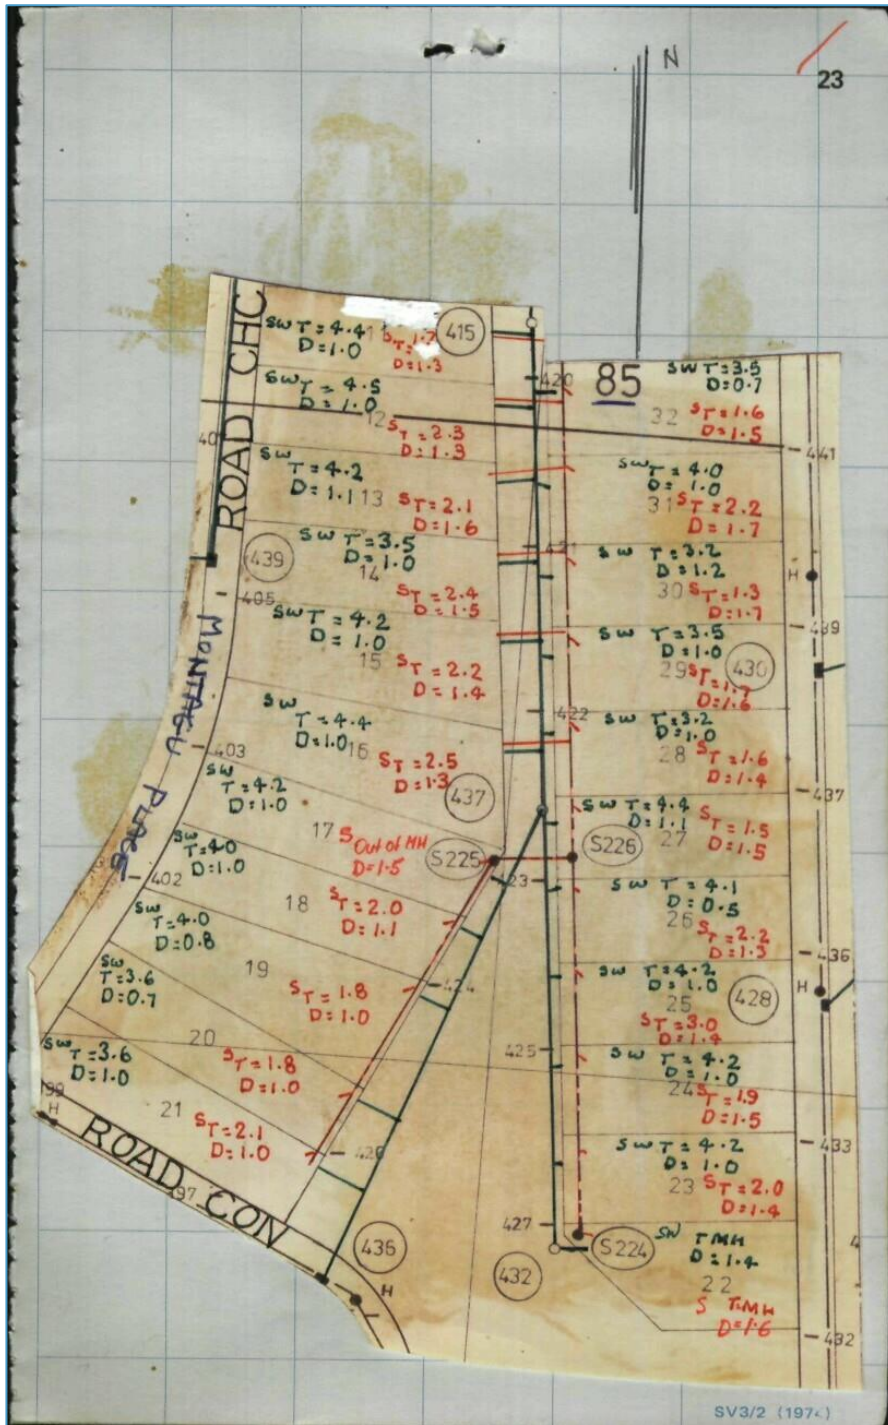 N
23
ROAD CHC
SW T=4.4
D=1.0
S T=1.7
D=1.3
415
SW T=4.5
D=1.0
12
S T=2.3
D=1.3
420
85
SW T=3.5
D=0.7
32
S T=1.6
D=1.5
40
441
SW T=4.2
D=1.1
13
S T=2.1
D=1.6
SW T=4.0
D=1.0
31
S T=2.2
D=1.7
439
SW T=3.5
D=1.0
14
S T=2.4
D=1.5
421
SW T=3.2
D=1.2
30
S T=1.3
D=1.7
H
405
SW T=4.2
D=1.0
15
S T=2.2
D=1.4
SW T=3.5
D=1.0
29
S T=1.7
D=1.6
430
439
MONTAGU PLACE
SW T=4.4
D=1.0
16
S T=2.5
D=1.3
422
SW T=3.2
D=1.0
28
S T=1.6
D=1.4
403
SW T=4.2
D=1.0
17
S Out of MH
D=1.5
437
S225
S226
SW T=4.4
D=1.1
27
S T=1.5
D=1.5
437
402
SW T=4.0
D=1.0
18
S T=2.0
D=1.1
23
SW T=4.1
D=0.5
26
S T=2.2
D=1.3
436
SW T=4.0
D=0.8
19
S T=1.8
D=1.0
424
SW T=4.2
D=1.0
25
S T=3.0
D=1.4
428
H
SW T=3.6
D=0.7
20
S T=1.8
D=1.0
425
SW T=4.2
D=1.0
24
S T=1.9
D=1.5
SW T=3.6
D=1.0
21
S T=2.1
D=1.0
99
H
ROAD CON
97
426
SW T=4.2
D=1.0
23
S T=2.0
D=1.4
433
427
436
H
432
S224
SW TMH
D=1.4
22
S TMH
D=1.6
4
432